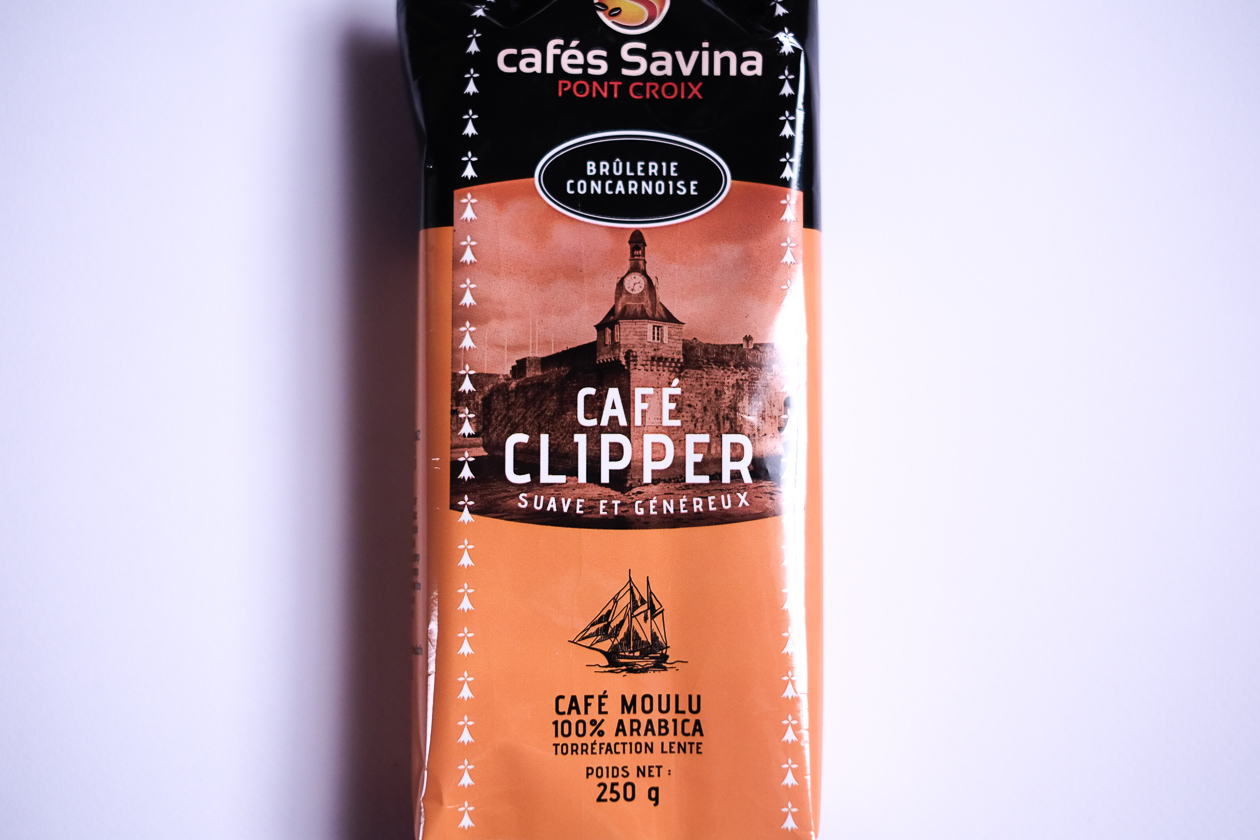 cafés Savina
PONT CROIX
BRÛLERIE
CONCARNOISE
CAFÉ
CLIPPER
SUAVE ET GÉNÉREUX
CAFÉ MOULU
100% ARABICA
TORRÉFACTION LENTE
POIDS NET :
250 g